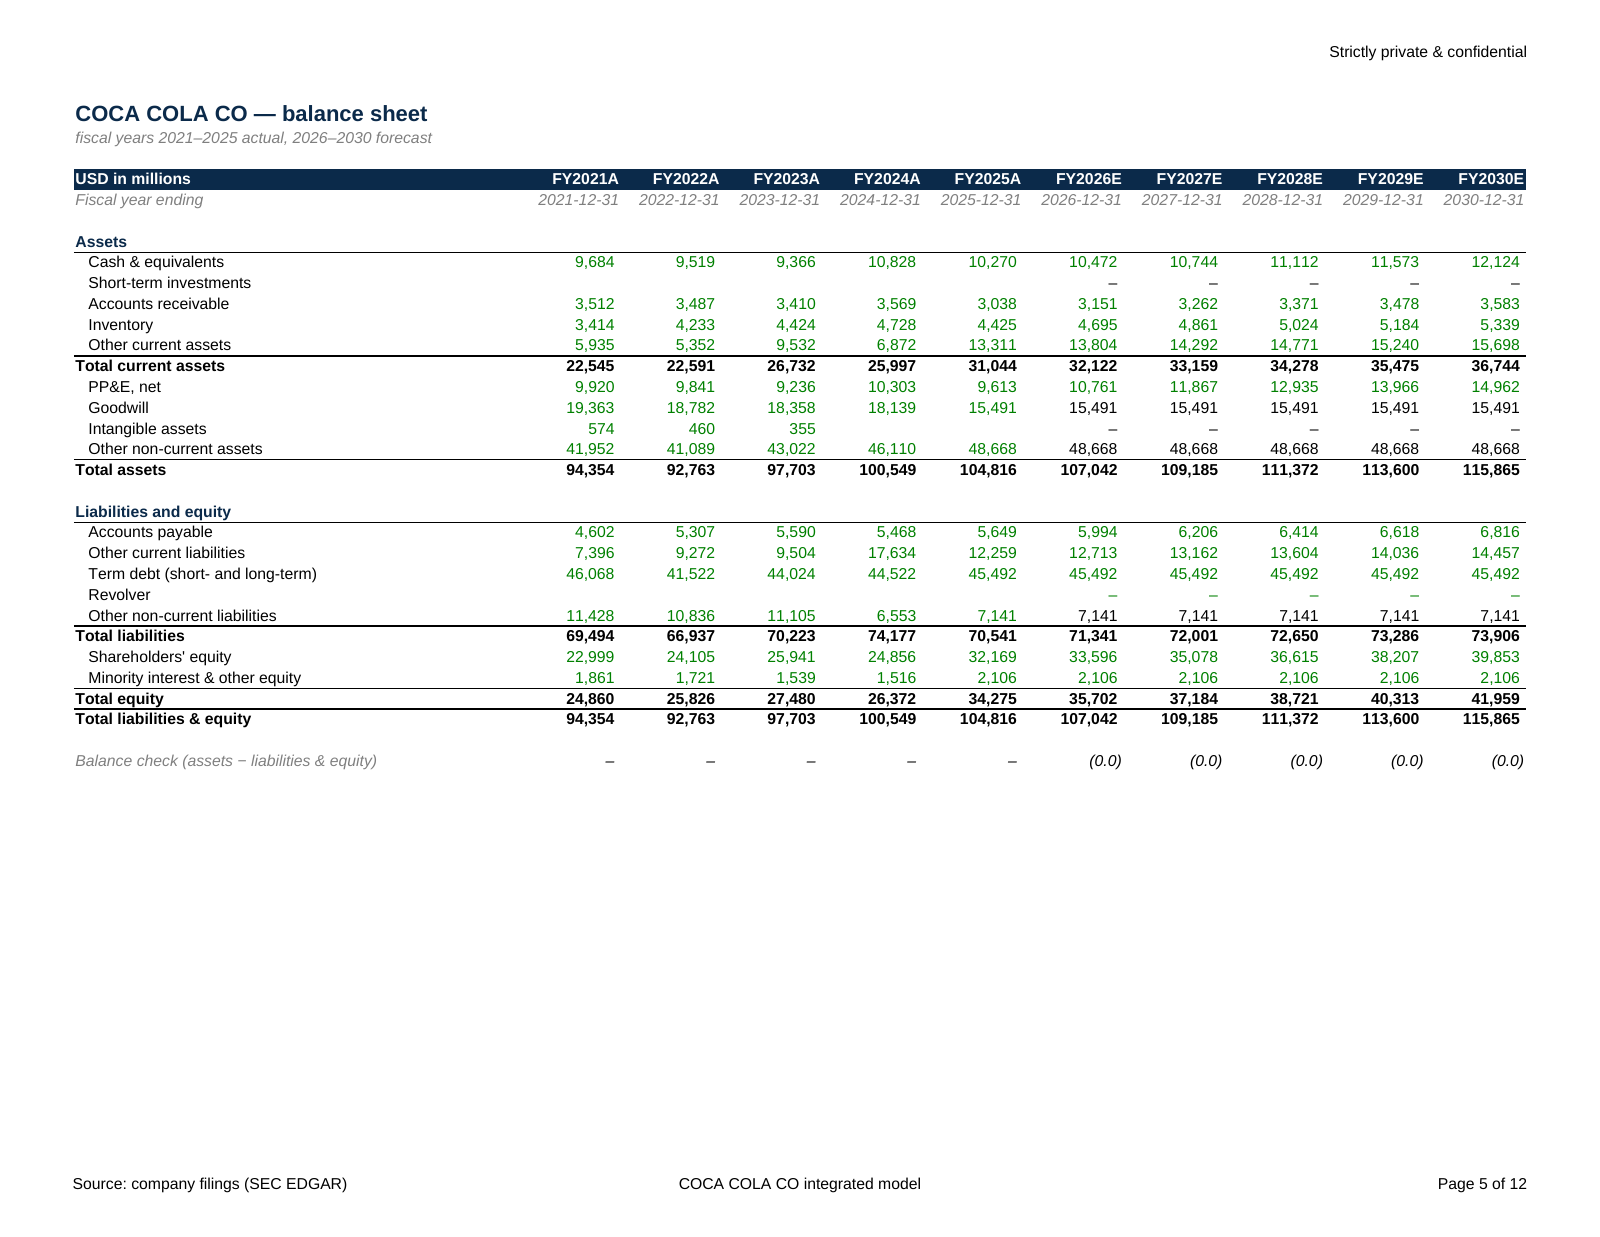 Strictly private & confidential
COCA COLA CO — balance sheet
fiscal years 2021–2025 actual, 2026–2030 forecast
USD in millions FY2021A FY2022A FY2023A FY2024A FY2025A FY2026E FY2027E FY2028E FY2029E FY2030E
Fiscal year ending 2021-12-31 2022-12-31 2023-12-31 2024-12-31 2025-12-31 2026-12-31 2027-12-31 2028-12-31 2029-12-31 2030-12-31
Assets
Cash & equivalents 9,684 9,519 9,366 10,828 10,270 10,472 10,744 11,112 11,573 12,124
Short-term investments – – – – –
Accounts receivable 3,512 3,487 3,410 3,569 3,038 3,151 3,262 3,371 3,478 3,583
Inventory 3,414 4,233 4,424 4,728 4,425 4,695 4,861 5,024 5,184 5,339
Other current assets 5,935 5,352 9,532 6,872 13,311 13,804 14,292 14,771 15,240 15,698
Total current assets 22,545 22,591 26,732 25,997 31,044 32,122 33,159 34,278 35,475 36,744
PP&E, net 9,920 9,841 9,236 10,303 9,613 10,761 11,867 12,935 13,966 14,962
Goodwill 19,363 18,782 18,358 18,139 15,491 15,491 15,491 15,491 15,491 15,491
Intangible assets 574 460 355 – – – – –
Other non-current assets 41,952 41,089 43,022 46,110 48,668 48,668 48,668 48,668 48,668 48,668
Total assets 94,354 92,763 97,703 100,549 104,816 107,042 109,185 111,372 113,600 115,865
Liabilities and equity
Accounts payable 4,602 5,307 5,590 5,468 5,649 5,994 6,206 6,414 6,618 6,816
Other current liabilities 7,396 9,272 9,504 17,634 12,259 12,713 13,162 13,604 14,036 14,457
Term debt (short- and long-term) 46,068 41,522 44,024 44,522 45,492 45,492 45,492 45,492 45,492 45,492
Revolver – – – – –
Other non-current liabilities 11,428 10,836 11,105 6,553 7,141 7,141 7,141 7,141 7,141 7,141
Total liabilities 69,494 66,937 70,223 74,177 70,541 71,341 72,001 72,650 73,286 73,906
Shareholders' equity 22,999 24,105 25,941 24,856 32,169 33,596 35,078 36,615 38,207 39,853
Minority interest & other equity 1,861 1,721 1,539 1,516 2,106 2,106 2,106 2,106 2,106 2,106
Total equity 24,860 25,826 27,480 26,372 34,275 35,702 37,184 38,721 40,313 41,959
Total liabilities & equity 94,354 92,763 97,703 100,549 104,816 107,042 109,185 111,372 113,600 115,865
Balance check (assets − liabilities & equity) – – – – – (0.0) (0.0) (0.0) (0.0) (0.0)
Source: company filings (SEC EDGAR) COCA COLA CO integrated model Page 5 of 12